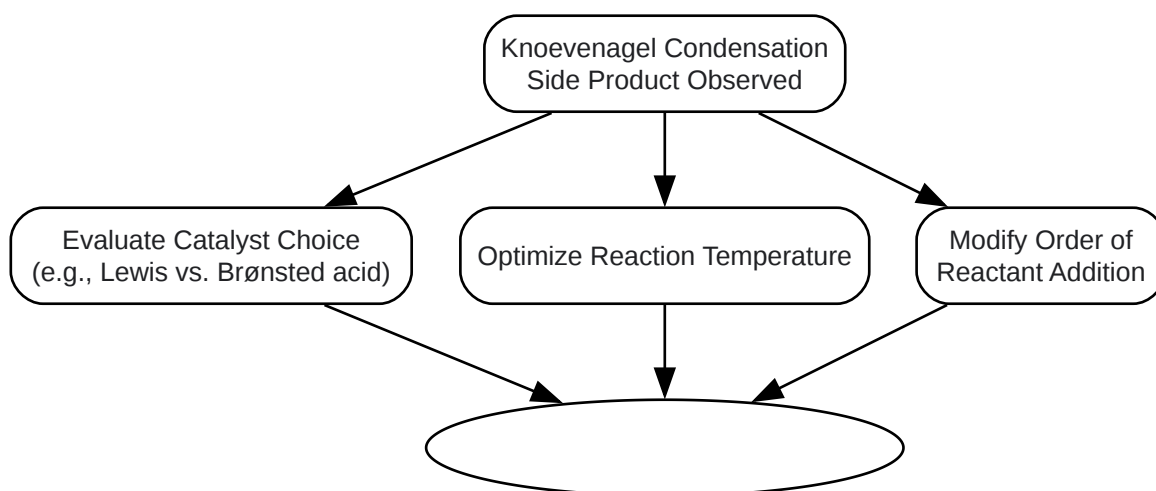 Knoevenagel Condensation
Side Product Observed
Evaluate Catalyst Choice
(e.g., Lewis vs. Brønsted acid)
Optimize Reaction Temperature
Modify Order of
Reactant Addition